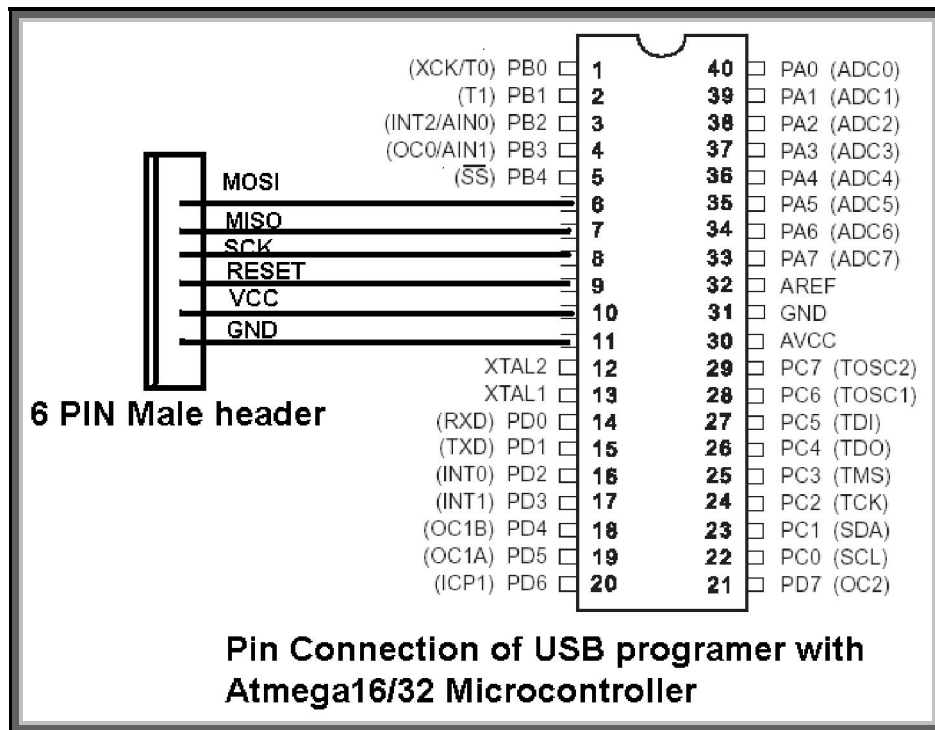 (XCK/T0) PB0 1 40 PA0 (ADC0)
(T1) PB1 2 39 PA1 (ADC1)
(INT2/AIN0) PB2 3 38 PA2 (ADC2)
(OC0/AIN1) PB3 4 37 PA3 (ADC3)
(SS) PB4 5 36 PA4 (ADC4)
MOSI 6 35 PA5 (ADC5)
MISO 7 34 PA6 (ADC6)
SCK 8 33 PA7 (ADC7)
RESET 9 32 AREF
VCC 10 31 GND
GND 11 30 AVCC
XTAL2 12 29 PC7 (TOSC2)
XTAL1 13 28 PC6 (TOSC1)
6 PIN Male header
(RXD) PD0 14 27 PC5 (TDI)
(TXD) PD1 15 26 PC4 (TDO)
(INT0) PD2 16 25 PC3 (TMS)
(INT1) PD3 17 24 PC2 (TCK)
(OC1B) PD4 18 23 PC1 (SDA)
(OC1A) PD5 19 22 PC0 (SCL)
(ICP1) PD6 20 21 PD7 (OC2)
Pin Connection of USB programer with
Atmega16/32 Microcontroller